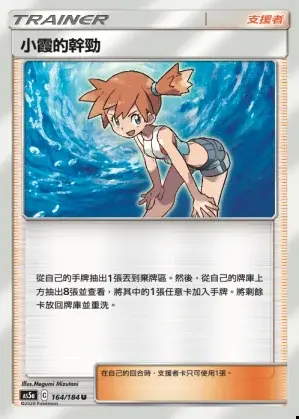 TRAINER
支援者
小霞的幹勁
從自己的手牌抽出1張丟到棄牌區。然後,從自己的牌庫上
方抽出8張並查看,將其中的1張任意卡加入手牌。將剩餘
卡放回牌庫並重洗。
在自己的回合時,支援者卡只可使用1張。
Illus.Megumi Mizutani
AS5a C 164/184 U
©2020 Pokémon